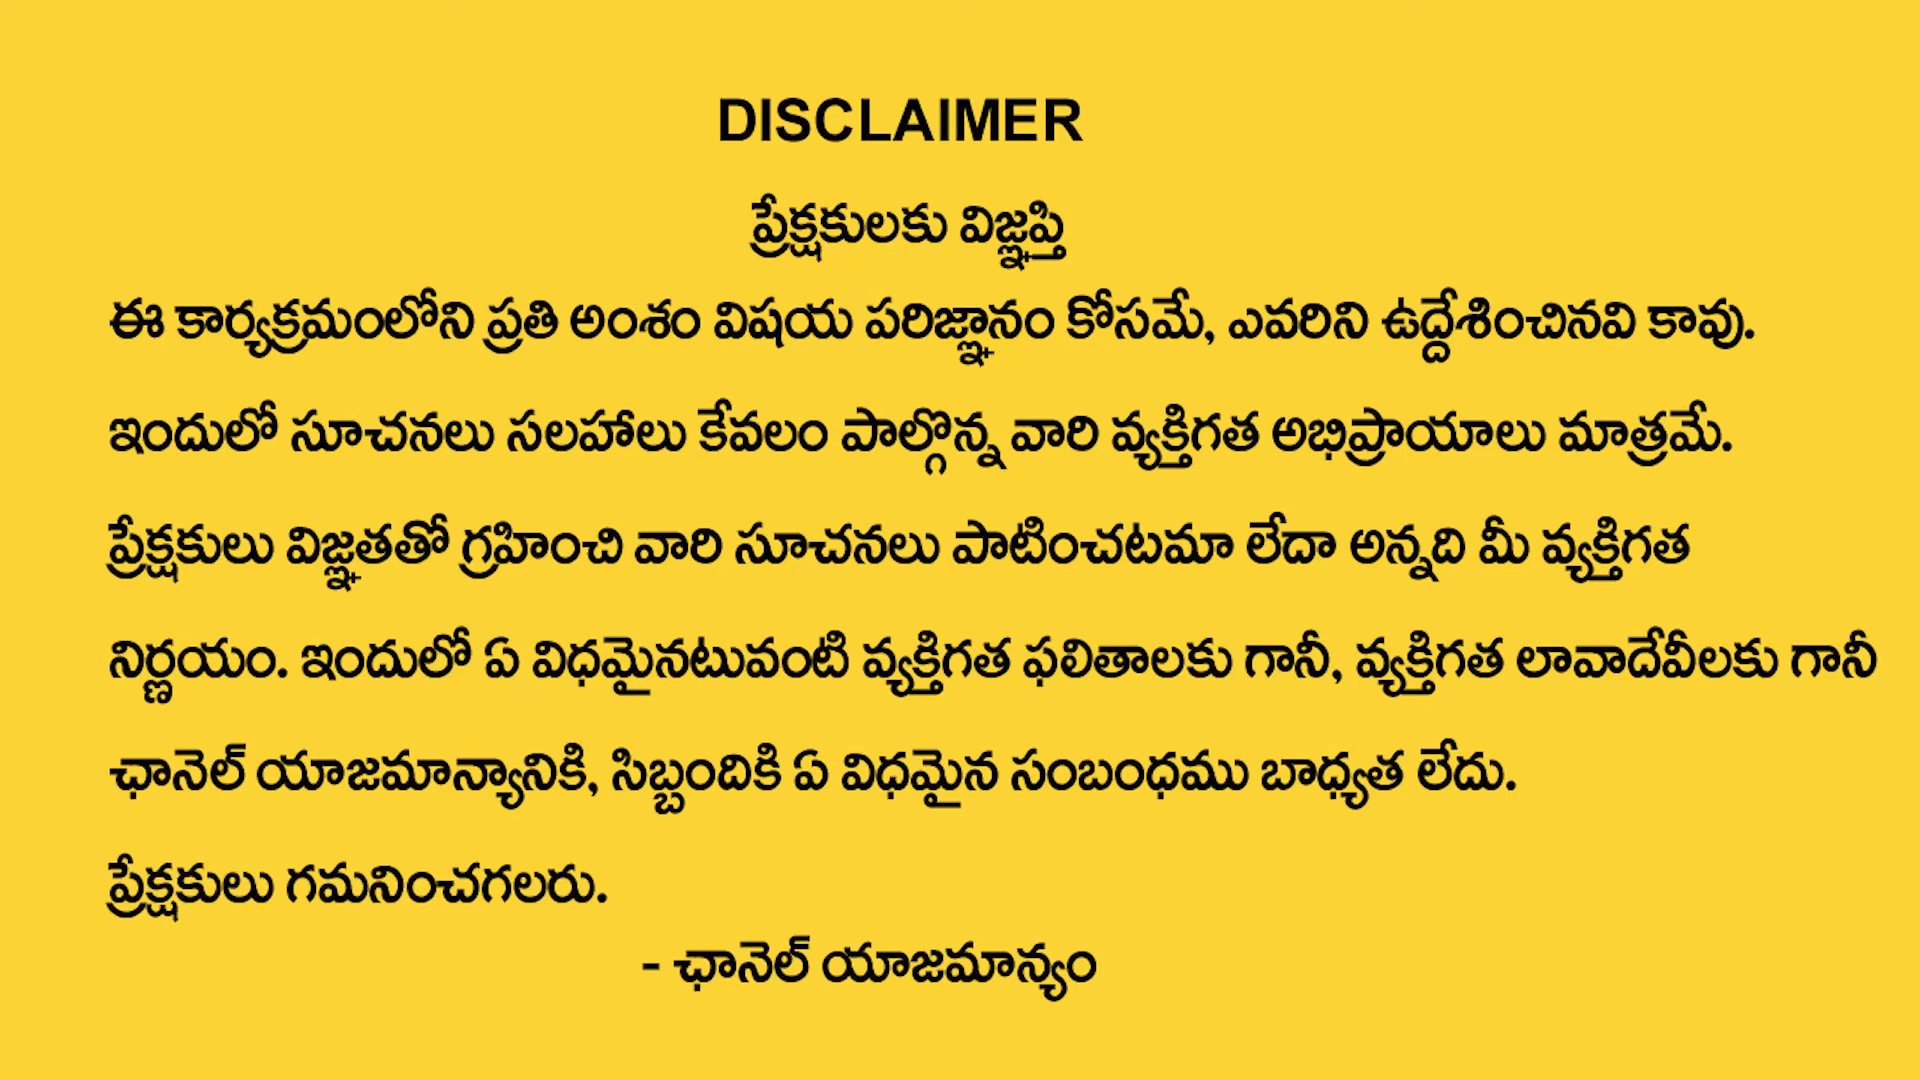 DISCLAIMER
ప్రేక్షకులకు విజ్ఞప్తి
ఈ కార్యక్రమంలోని ప్రతి అంశం విషయ పరిజ్ఞానం కోసమే, ఎవరిని ఉద్దేశించినవి కావు.
ఇందులో సూచనలు సలహాలు కేవలం పాల్గొన్న వారి వ్యక్తిగత అభిప్రాయాలు మాత్రమే.
ప్రేక్షకులు విజ్ఞతతో గ్రహించి వారి సూచనలు పాటించటమా లేదా అన్నది మీ వ్యక్తిగత
నిర్ణయం. ఇందులో ఏ విధమైనటువంటి వ్యక్తిగత ఫలితాలకు గానీ, వ్యక్తిగత లావాదేవీలకు గానీ
ఛానెల్ యాజమాన్యానికి, సిబ్బందికి ఏ విధమైన సంబంధము బాధ్యత లేదు.
ప్రేక్షకులు గమనించగలరు.
- ఛానెల్ యాజమాన్యం